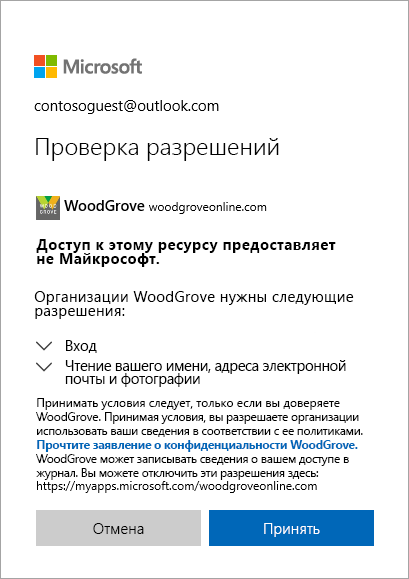 Microsoft
contosoguest@outlook.com
Проверка разрешений
WOOD
GROVE
WoodGrove woodgroveonline.com
Доступ к этому ресурсу предоставляет
не Майкрософт.
Организации WoodGrove нужны следующие
разрешения:
Вход
Чтение вашего имени, адреса электронной
почты и фотографии
Принимать условия следует, только если вы доверяете
WoodGrove. Принимая условия, вы разрешаете организации
использовать ваши сведения в соответствии с ее политиками.
Прочтите заявление о конфиденциальности WoodGrove.
WoodGrove может записывать сведения о вашем доступе в
журнал. Вы можете отключить эти разрешения здесь:
https://myapps.microsoft.com/woodgroveonline.com
Отмена
Принять